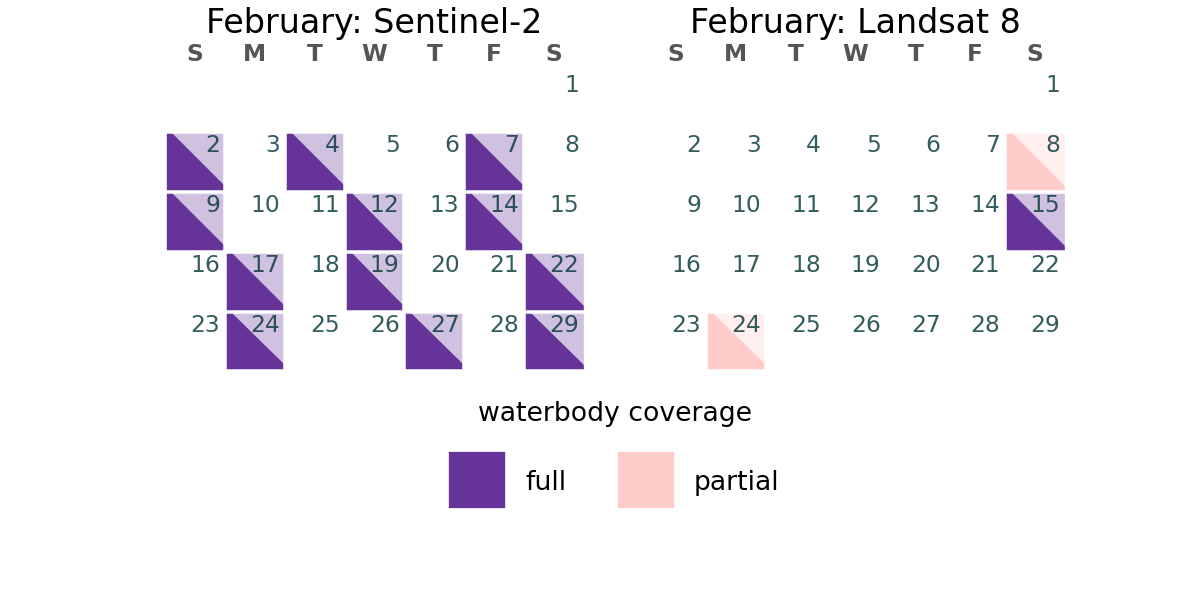 February: Sentinel-2
S M T W T F S
1
2 3 4 5 6 7 8
9 10 11 12 13 14 15
16 17 18 19 20 21 22
23 24 25 26 27 28 29
February: Landsat 8
S M T W T F S
1
2 3 4 5 6 7 8
9 10 11 12 13 14 15
16 17 18 19 20 21 22
23 24 25 26 27 28 29
waterbody coverage
full partial